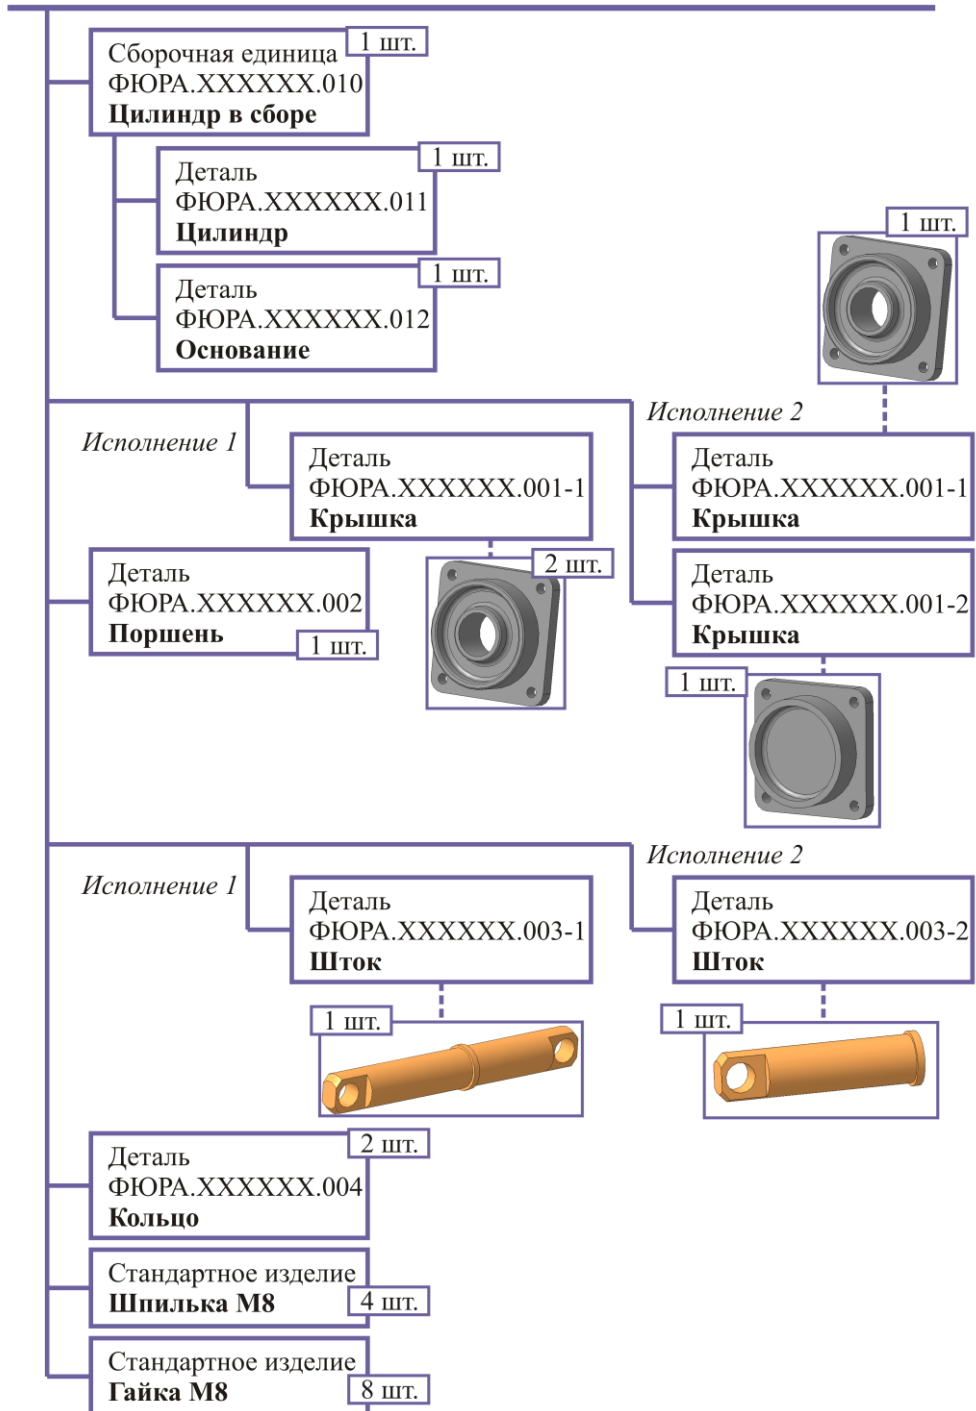 1 шт.
Сборочная единица
ФЮРА.XXXXXX.010
Цилиндр в сборе
1 шт.
Деталь
ФЮРА.XXXXXX.011
Цилиндр
1 шт.
Деталь
ФЮРА.XXXXXX.012
Основание
1 шт.
Исполнение 1
Деталь
ФЮРА.XXXXXX.001-1
Крышка
2 шт.
Исполнение 2
Деталь
ФЮРА.XXXXXX.001-1
Крышка
Деталь
ФЮРА.XXXXXX.001-2
Крышка
1 шт.
Деталь
ФЮРА.XXXXXX.002
Поршень
1 шт.
Исполнение 1
Деталь
ФЮРА.XXXXXX.003-1
Шток
1 шт.
Исполнение 2
Деталь
ФЮРА.XXXXXX.003-2
Шток
1 шт.
2 шт.
Деталь
ФЮРА.XXXXXX.004
Кольцо
Стандартное изделие
Шпилька М8
4 шт.
Стандартное изделие
Гайка М8
8 шт.